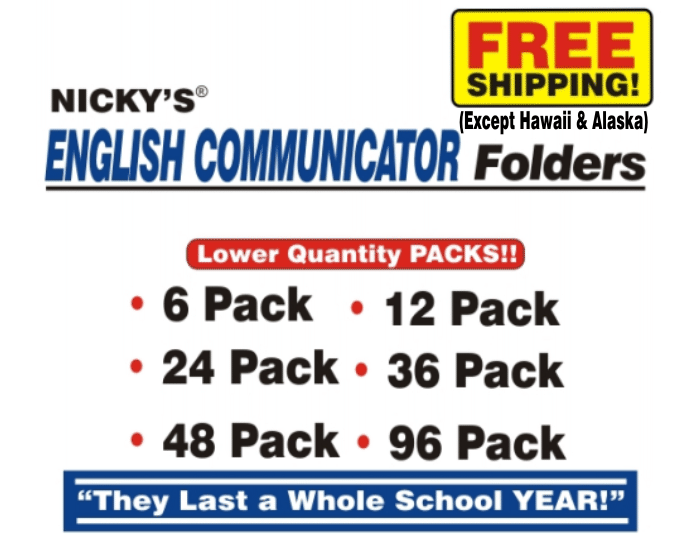 FREE
SHIPPING!
(Except Hawaii & Alaska)
NICKY'S®
ENGLISH COMMUNICATOR Folders
Lower Quantity PACKS!!
• 6 Pack • 12 Pack
• 24 Pack • 36 Pack
• 48 Pack • 96 Pack
“They Last a Whole School YEAR!”